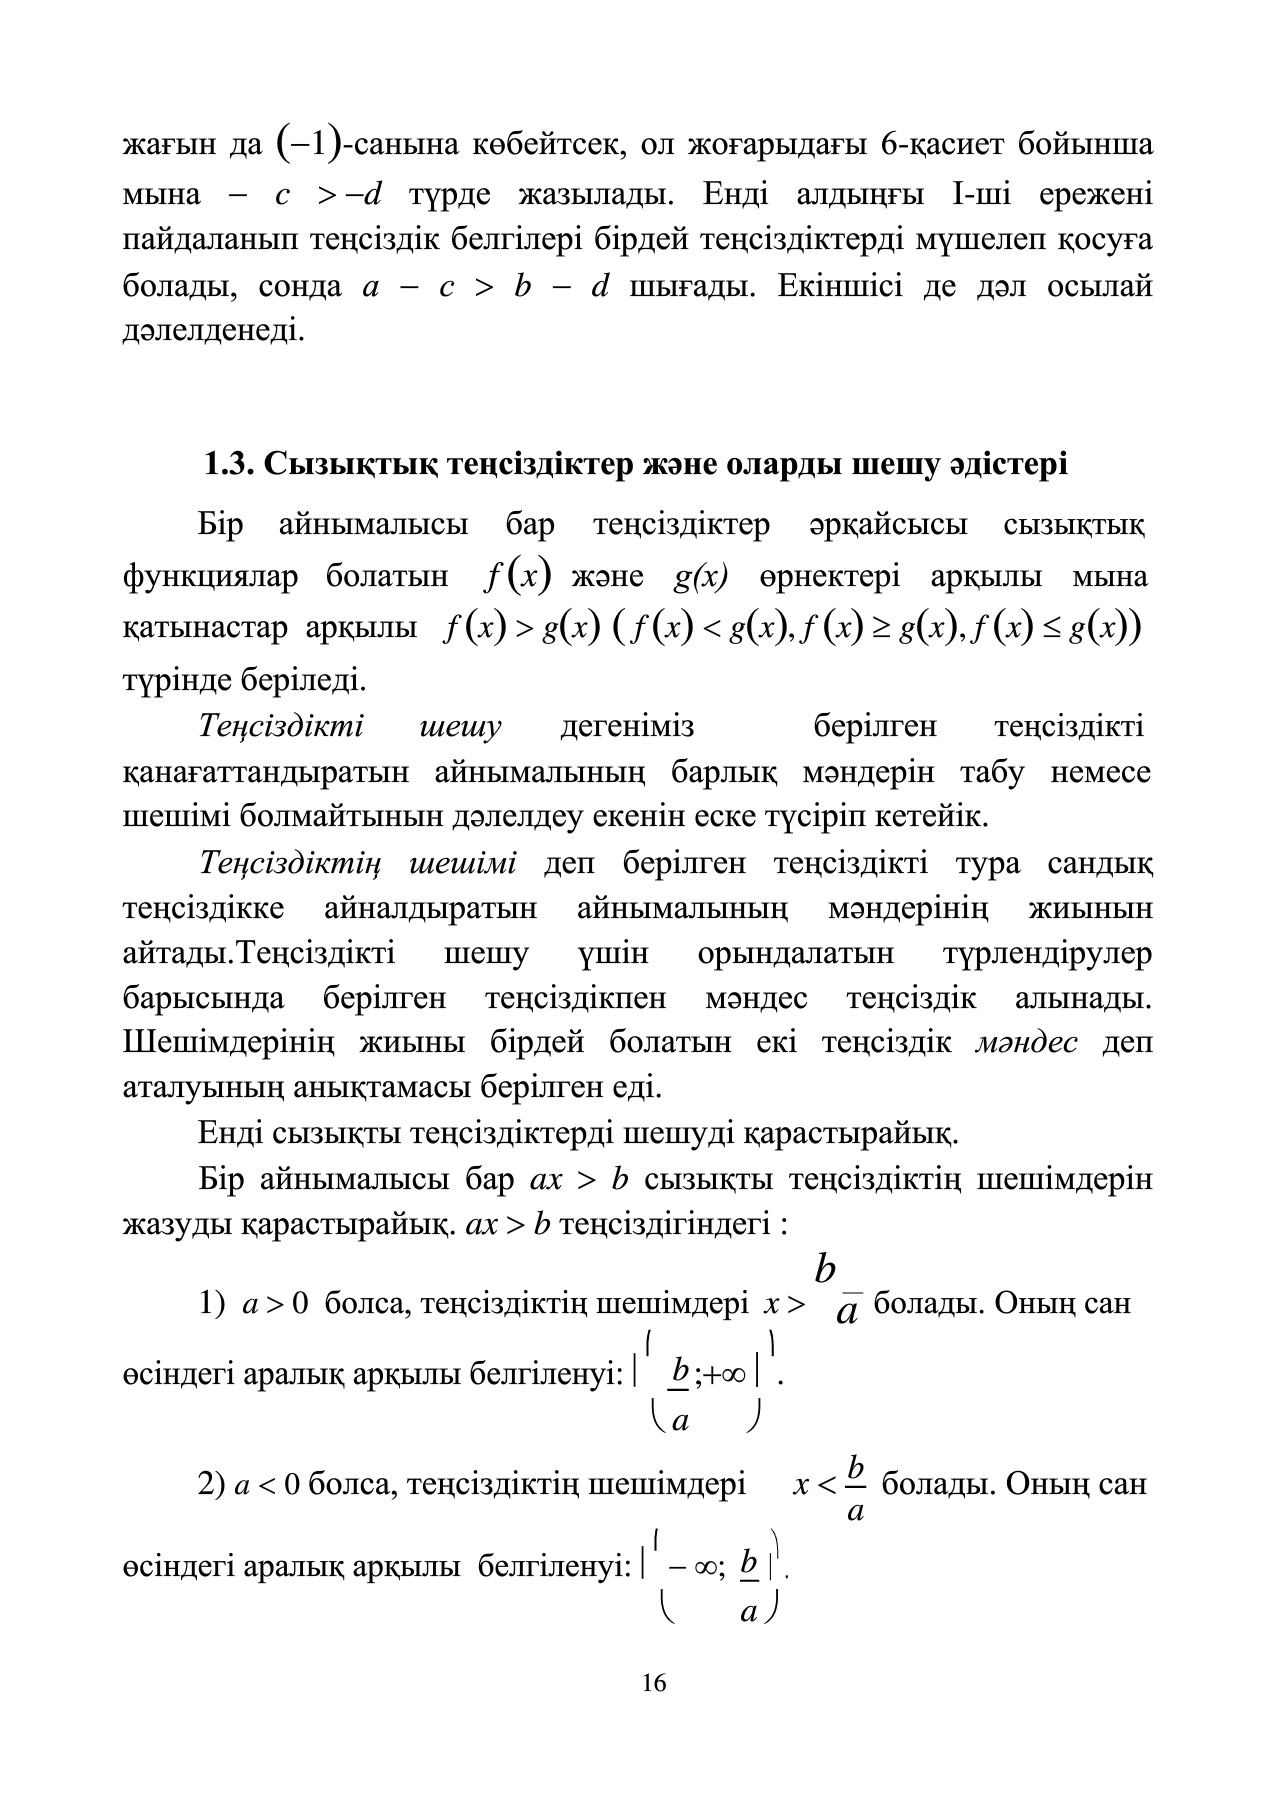 жағын да (−1)-санына көбейтсек, ол жоғарыдағы 6-қасиет бойынша
мына − c > −d түрде жазылады. Енді алдыңғы I-ші ережені
пайдаланып теңсіздік белгілері бірдей теңсіздіктерді мүшелеп қосуға
болады, сонда a − c > b − d шығады. Екіншісі де дәл осылай
дәлелденеді.
1.3. Сызықтық теңсіздіктер және оларды шешу әдістері
Бір айнымалысы бар теңсіздіктер әрқайсысы сызықтық
функциялар болатын f (x) және g(x) өрнектері арқылы мына
қатынастар арқылы f (x) > g(x) ( f (x) < g(x), f (x) ≥ g(x), f (x) ≤ g(x))
түрінде беріледі.
Теңсіздікті шешу дегеніміз берілген теңсіздікті
қанағаттандыратын айнымалының барлық мәндерін табу немесе
шешімі болмайтынын дәлелдеу екенін еске түсіріп кетейік.
Теңсіздіктің шешімі деп берілген теңсіздікті тура сандық
теңсіздікке айналдыратын айнымалының мәндерінің жиынын
айтады.Теңсіздікті шешу үшін орындалатын түрлендірулер
барысында берілген теңсіздікпен мәндес теңсіздік алынады.
Шешімдерінің жиыны бірдей болатын екі теңсіздік мәндес деп
аталуының анықтамасы берілген еді.
Енді сызықты теңсіздіктерді шешуді қарастырайық.
Бір айнымалысы бар ax > b сызықты теңсіздіктің шешімдерін
жазуды қарастырайық. ax > b теңсіздігіндегі :
1) a > 0 болса, теңсіздіктің шешімдері x > b/a болады. Оның сан
өсіндегі аралық арқылы белгіленуі: (b/a ;+∞).
2) a < 0 болса, теңсіздіктің шешімдері x < b/a болады. Оның сан
өсіндегі аралық арқылы белгіленуі: (− ∞; b/a).
16